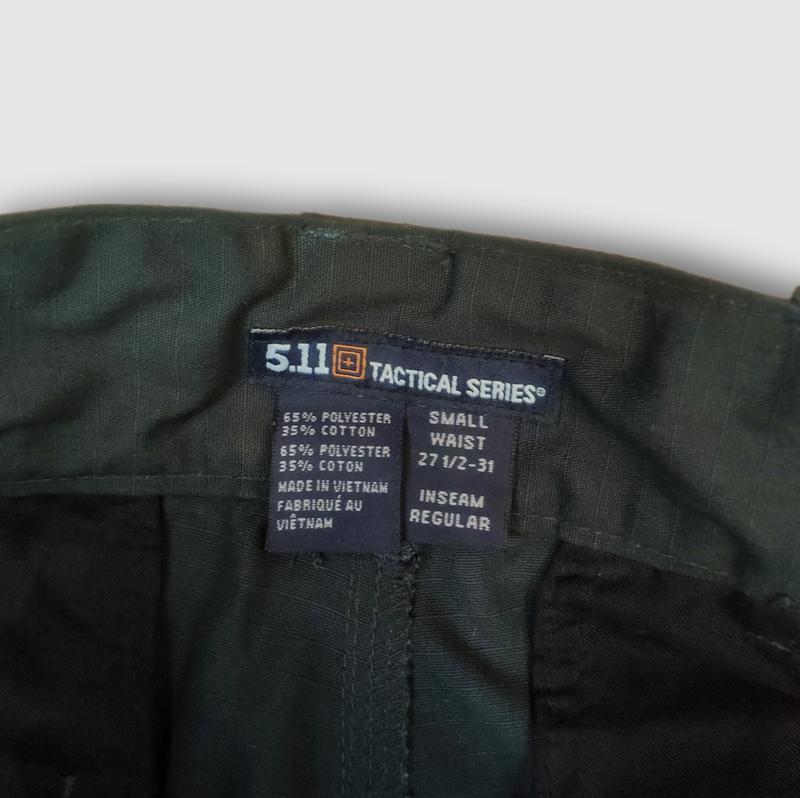 5.11 TACTICAL SERIES®
65% POLYESTER
35% COTTON
65% POLYESTER
35% COTON
MADE IN VIETNAM
FABRIQUÉ AU
VIÊTNAM
SMALL
WAIST
27 1/2-31
INSEAM
REGULAR